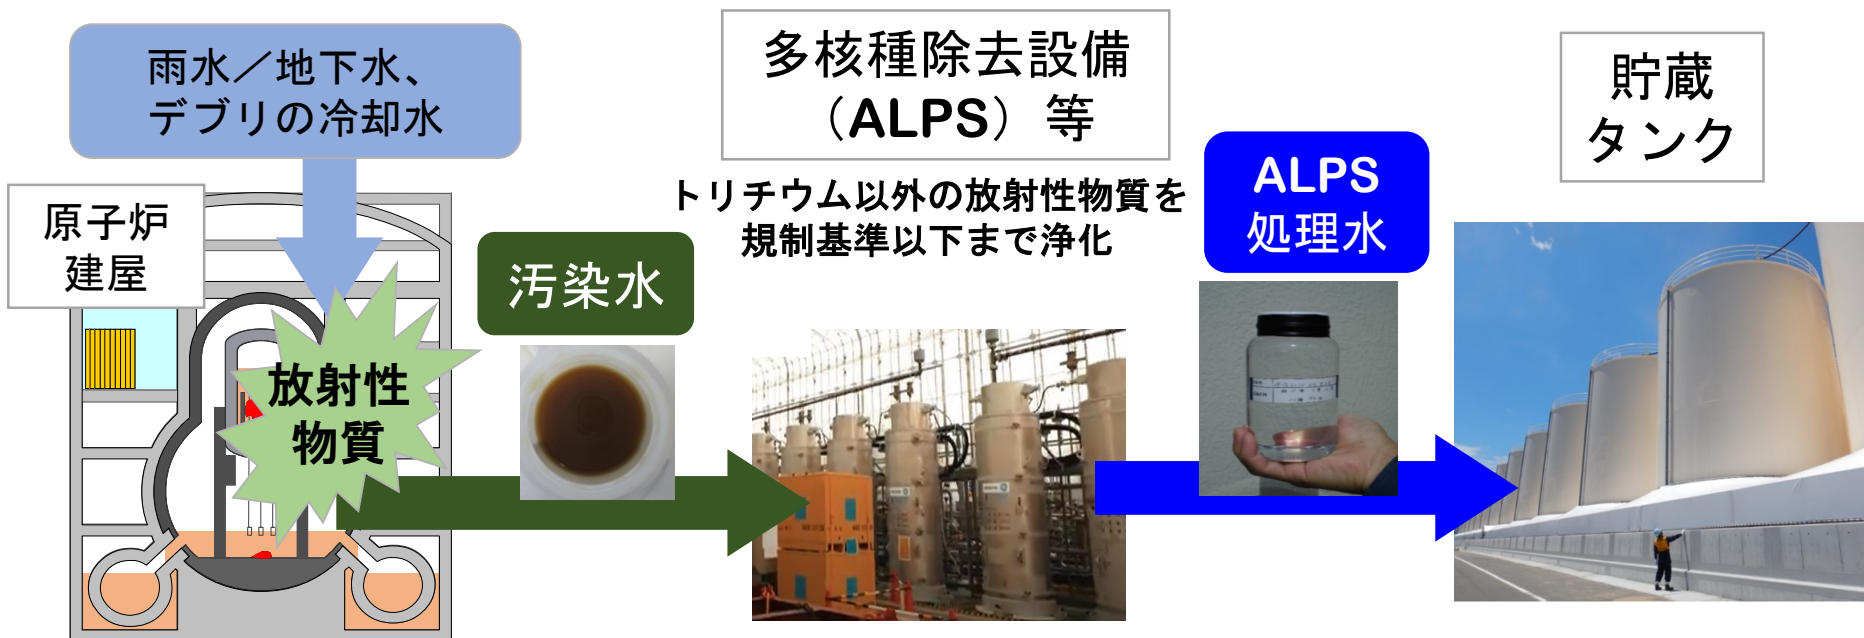 雨水／地下水、
デブリの冷却水
原子炉
建屋
放射性
物質
汚染水
多核種除去設備
（ALPS）等
トリチウム以外の放射性物質を
規制基準以下まで浄化
ALPS
処理水
貯蔵
タンク